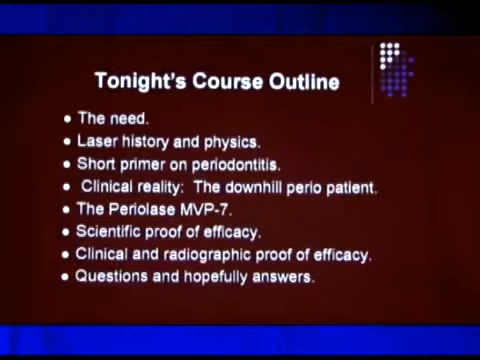 Tonight's Course Outline
The need.
Laser history and physics.
Short primer on periodontitis.
Clinical reality: The downhill perio patient.
The Periolase MVP-7.
Scientific proof of efficacy.
Clinical and radiographic proof of efficacy.
Questions and hopefully answers.